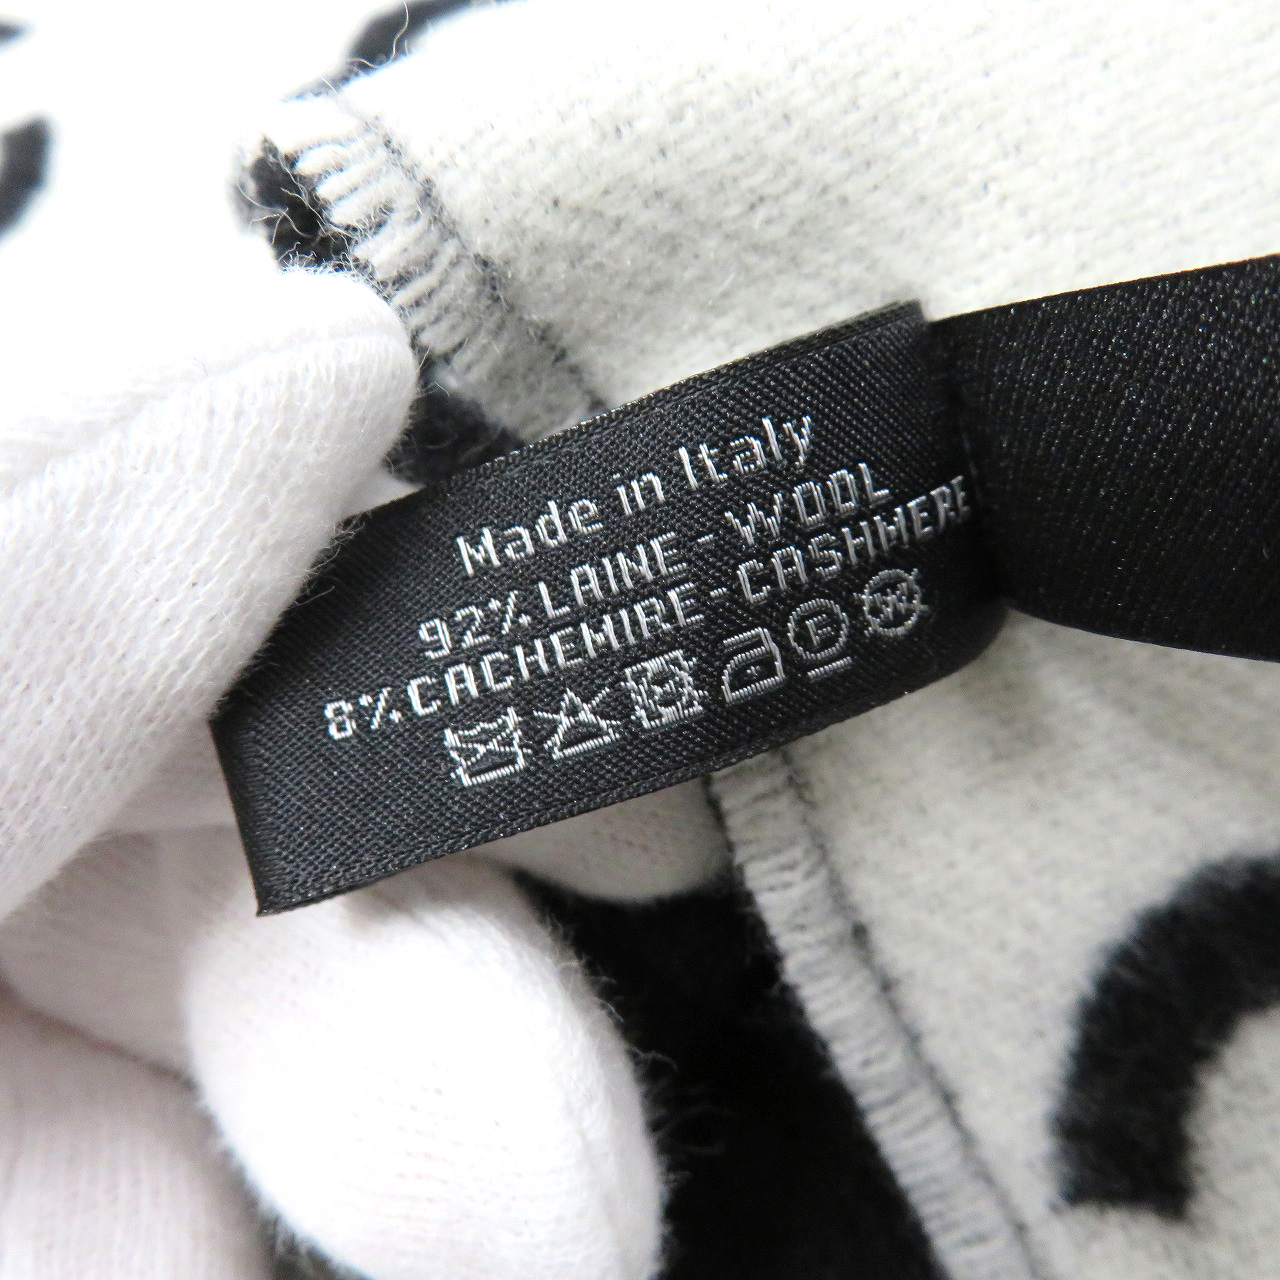 Made in Italy
92% LAINE - WOOL
8% CACHEMIRE - CASHMERE
P
W